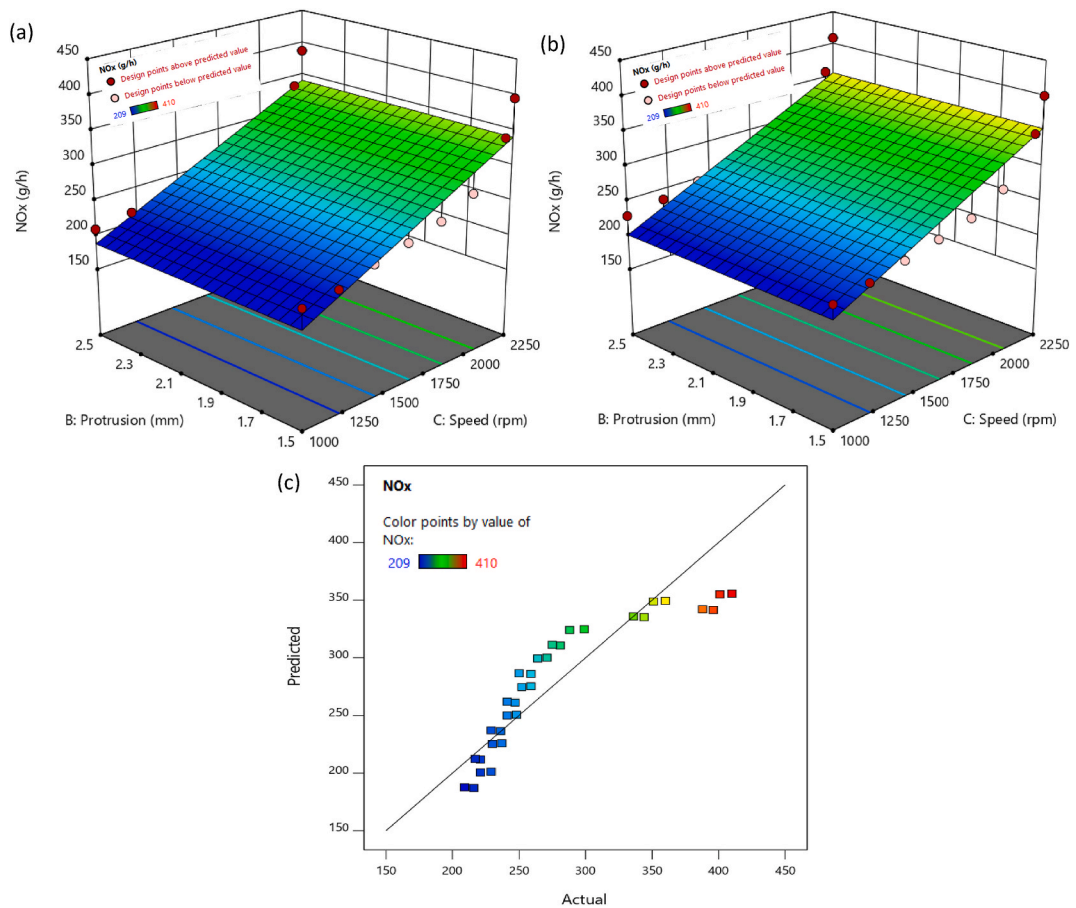 (a)
450
400
350
300
250
200
150
NOx (g/h)
NOx (g/h)
Design points above predicted value
Design points below predicted value
209 410
2.5
2.3
2.1
1.9
1.7
1.5
B: Protrusion (mm)
1000
1250
1500
1750
2000
2250
C: Speed (rpm)
(b)
450
400
350
300
250
200
150
NOx (g/h)
NOx (g/h)
Design points above predicted value
Design points below predicted value
209 410
2.5
2.3
2.1
1.9
1.7
1.5
B: Protrusion (mm)
1000
1250
1500
1750
2000
2250
C: Speed (rpm)
(c)
NOx
Color points by value of
NOx:
209 410
450
400
350
300
250
200
150
Predicted
150 200 250 300 350 400 450
Actual